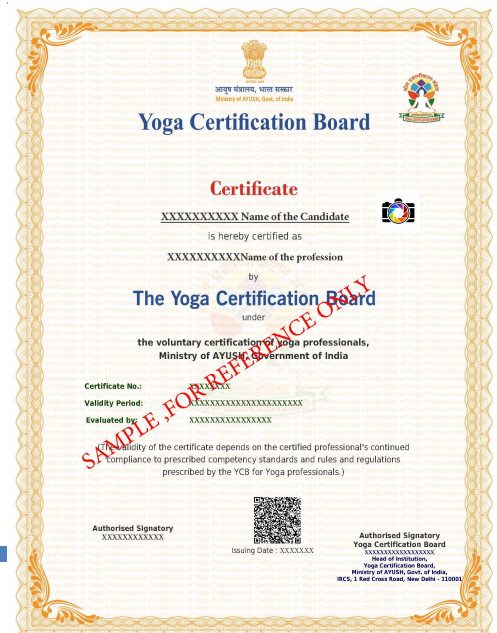 आयुष मंत्रालय, भारत सरकार
Ministry of AYUSH, Govt. of India
Yoga Certification Board
Certificate
XXXXXXXXXX Name of the Candidate
is hereby certified as
XXXXXXXXXXName of the profession
by
The Yoga Certification Board
under
the voluntary certification of yoga professionals,
Ministry of AYUSH, Government of India
Certificate No.: XXXXXXXX
Validity Period: XXXXXXXXXXXXXXXXXXXXXX
Evaluated by: XXXXXXXXXXXXXXXX
SAMPLE ,FOR REFERENCE ONLY
(The validity of the certificate depends on the certified professional's continued
compliance to prescribed competency standards and rules and regulations
prescribed by the YCB for Yoga professionals.)
Authorised Signatory
XXXXXXXXXXXX
Issuing Date : XXXXXXX
Authorised Signatory
Yoga Certification Board
XXXXXXXXXXXXXXXXX
Head of Institution,
Yoga Certification Board,
Ministry of AYUSH, Govt. of India,
IRCS, 1 Red Cross Road, New Delhi - 110001